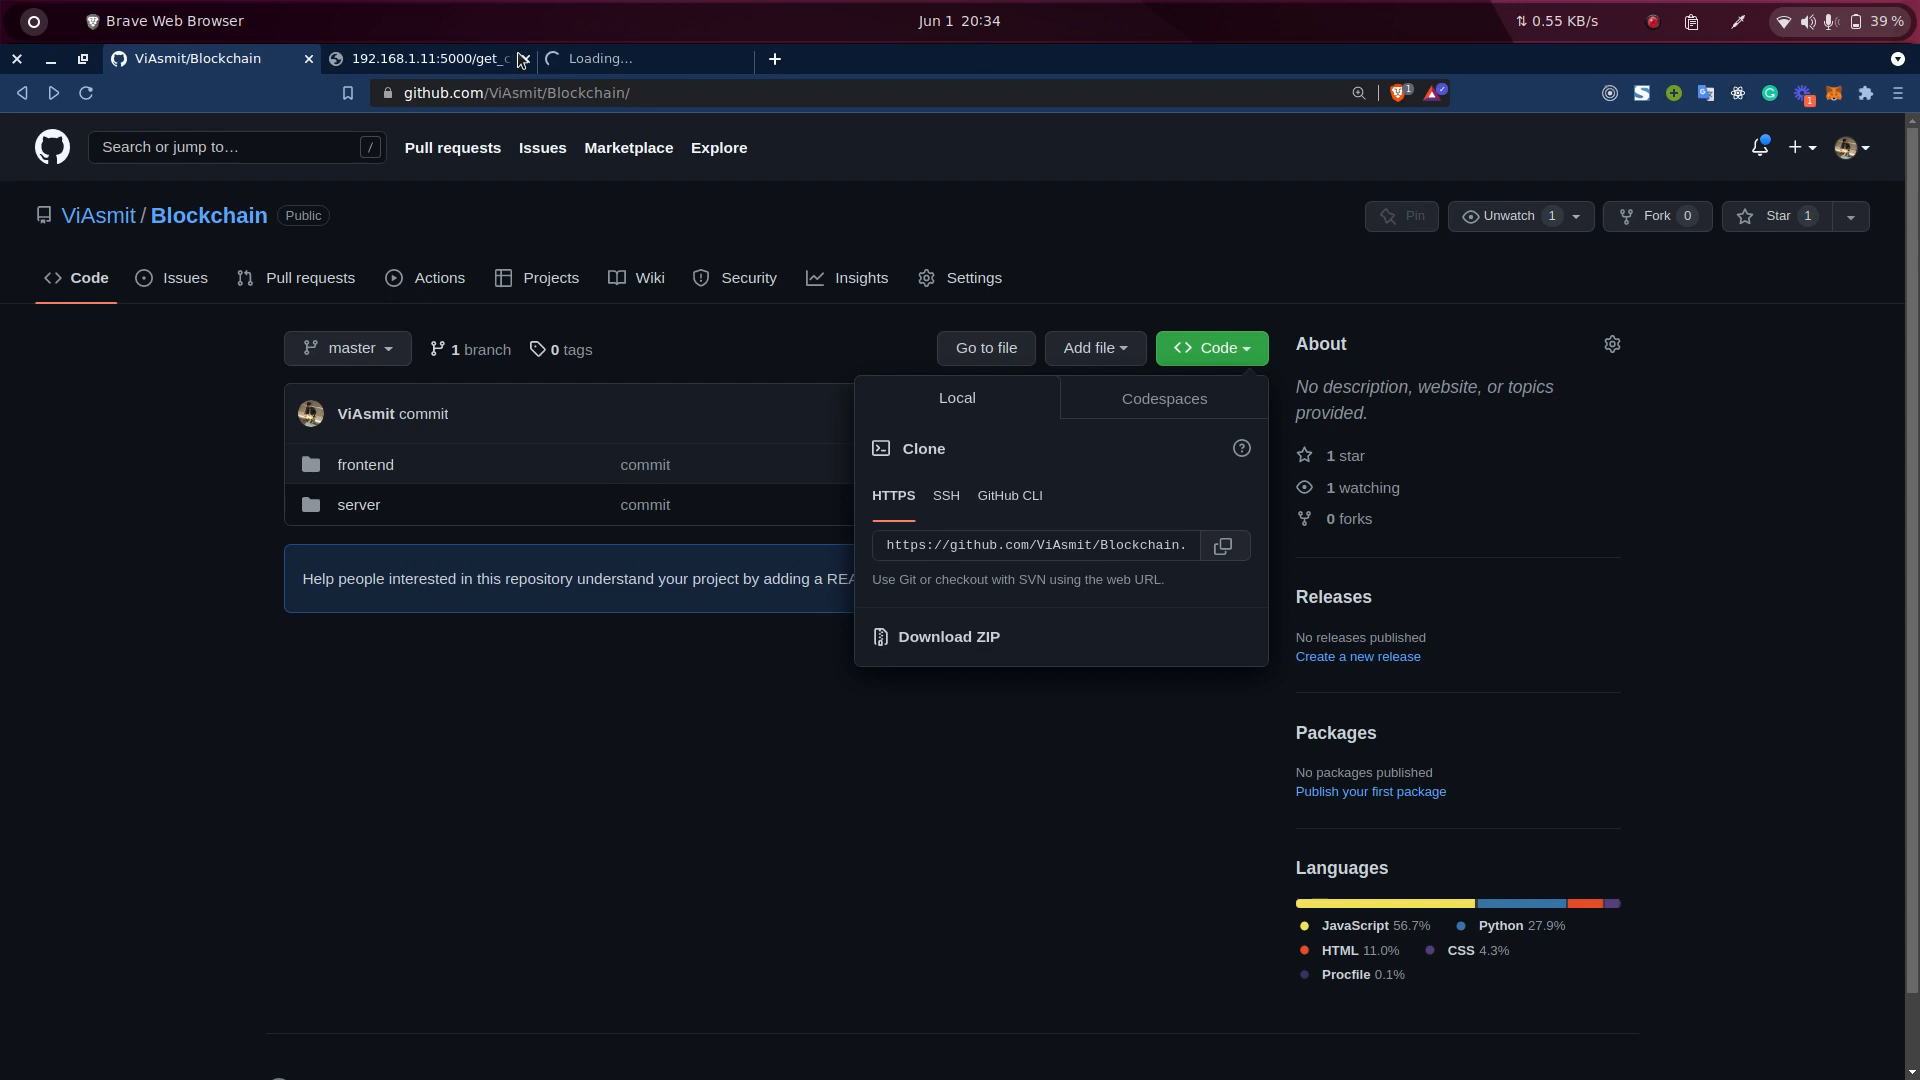 Brave Web Browser
Jun 1 20:34
0.55 KB/s
39 %
ViAsmit/Blockchain
192.168.1.11:5000/get_
Loading...
github.com/ViAsmit/Blockchain/
1
1
Search or jump to…
/
Pull requests
Issues
Marketplace
Explore
ViAsmit / Blockchain
Public
Pin
Unwatch 1
Fork 0
Star 1
Code
Issues
Pull requests
Actions
Projects
Wiki
Security
Insights
Settings
master
1 branch
0 tags
Go to file
Add file
Code
ViAsmit commit
frontend
commit
server
commit
Help people interested in this repository understand your project by adding a
Local
Codespaces
Clone
HTTPS
SSH
GitHub CLI
https://github.com/ViAsmit/Blockchain.
Use Git or checkout with SVN using the web URL.
Download ZIP
About
No description, website, or topics
provided.
1 star
1 watching
0 forks
Releases
No releases published
Create a new release
Packages
No packages published
Publish your first package
Languages
JavaScript 56.7%
Python 27.9%
HTML 11.0%
CSS 4.3%
Procfile 0.1%